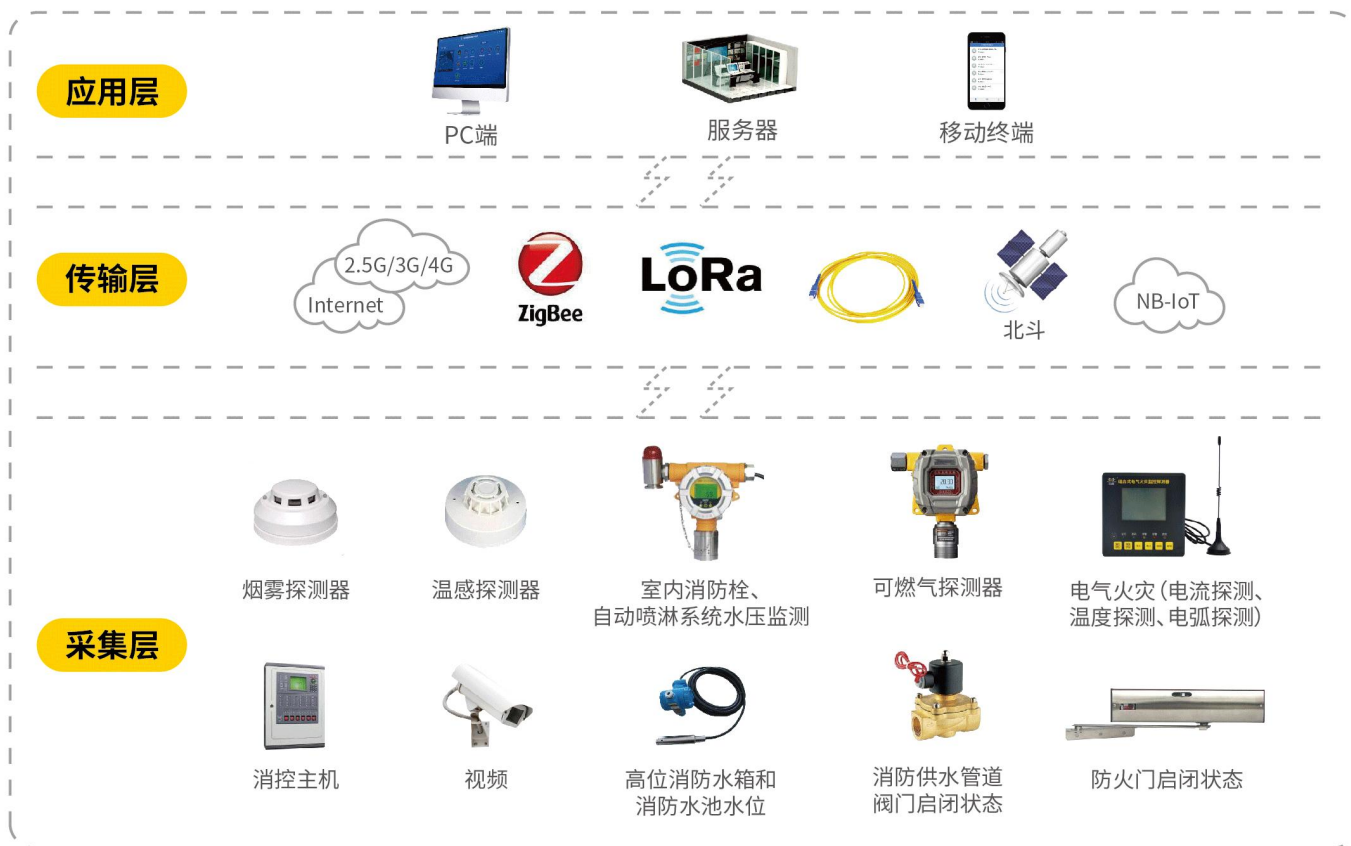 应用层
PC端
服务器
移动终端
传输层
2.5G/3G/4G
Internet
ZigBee
LoRa
北斗
NB-IoT
采集层
烟雾探测器
温感探测器
室内消防栓、
自动喷淋系统水压监测
可燃气探测器
电气火灾(电流探测、
温度探测、电弧探测)
消控主机
视频
高位消防水箱和
消防水池水位
消防供水管道
阀门启闭状态
防火门启闭状态